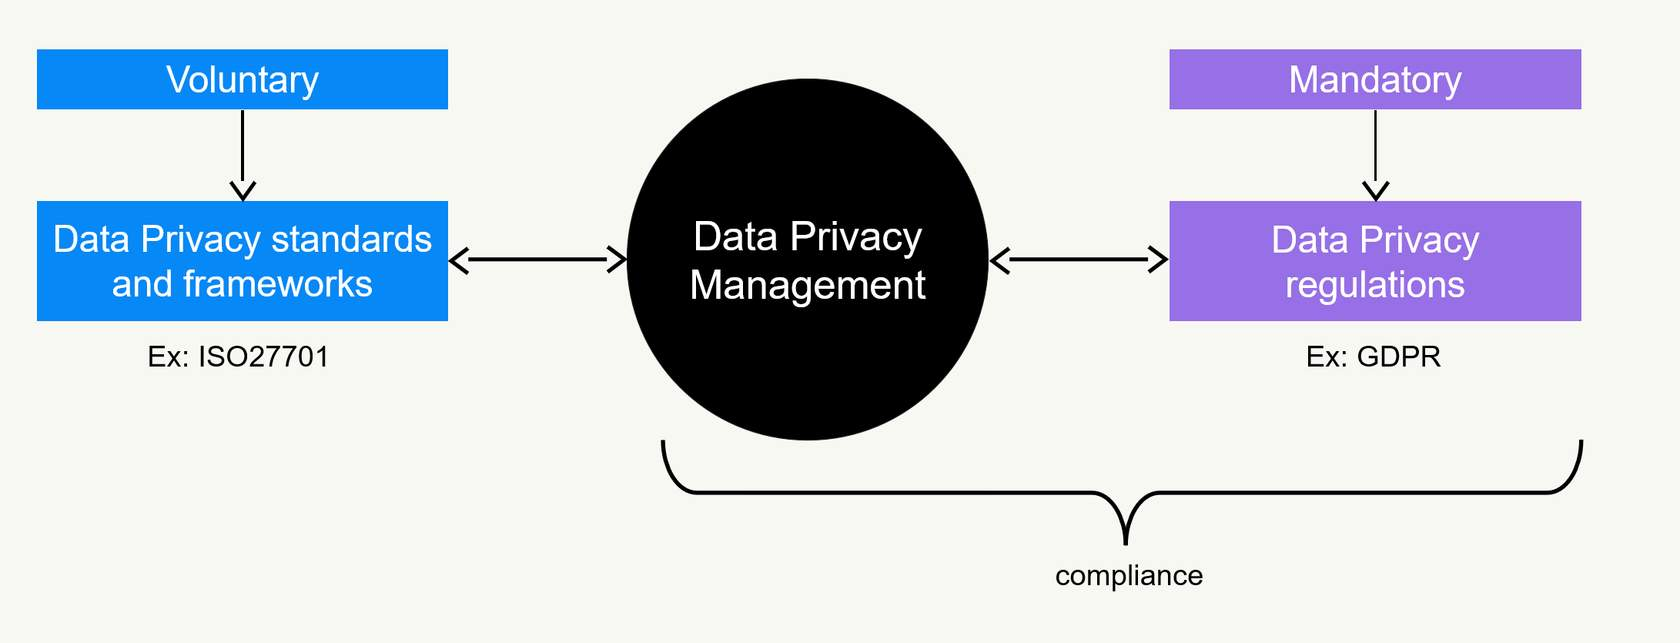 Voluntary
Mandatory
Data Privacy standards
and frameworks
Data Privacy
Management
Data Privacy
regulations
Ex: ISO27701
Ex: GDPR
compliance